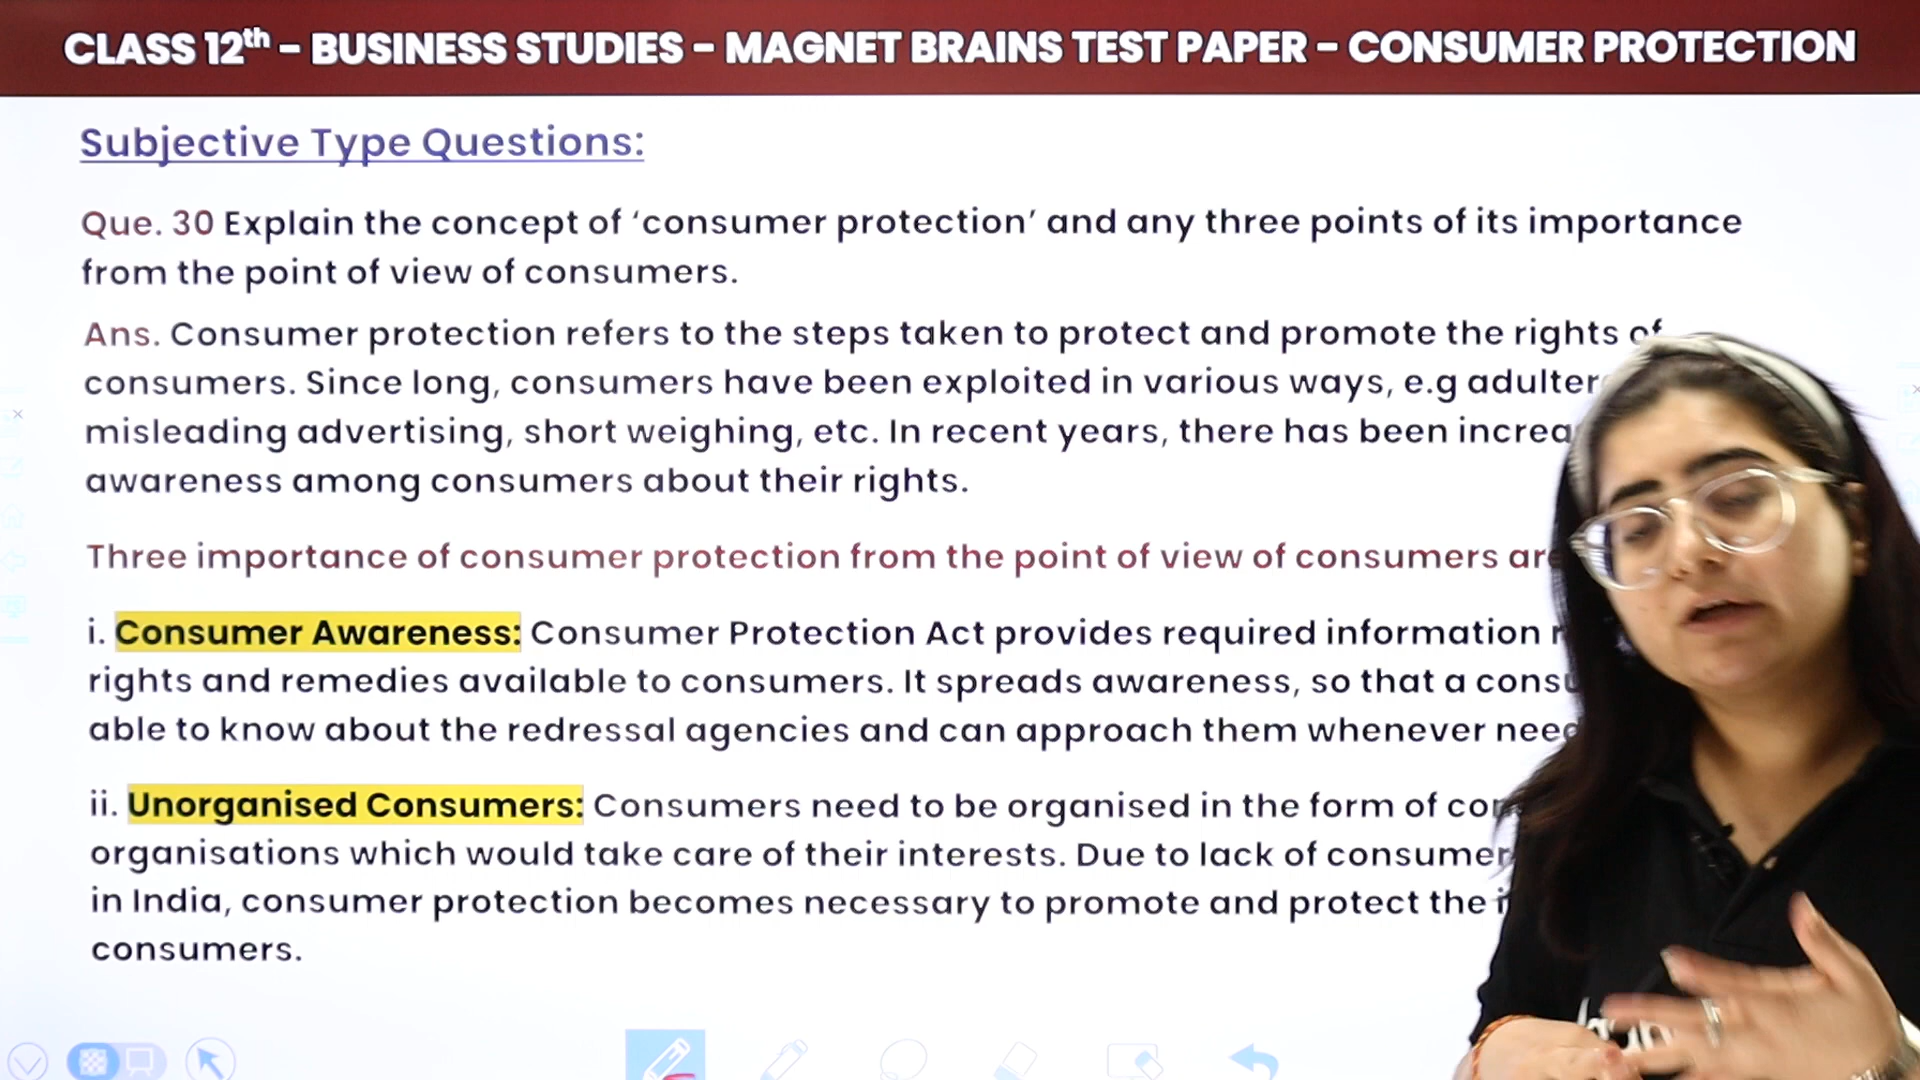 CLASS 12th – BUSINESS STUDIES – MAGNET BRAINS TEST PAPER – CONSUMER PROTECTION
Subjective Type Questions:
Que. 30 Explain the concept of ‘consumer protection’ and any three points of its importance
from the point of view of consumers.
Ans. Consumer protection refers to the steps taken to protect and promote the rights of
consumers. Since long, consumers have been exploited in various ways, e.g
misleading advertising, short weighing, etc. In recent years, there has been
awareness among consumers about their rights.
Three importance of consumer protection from the point of view of consumers are
i. Consumer Awareness: Consumer Protection Act provides required information
rights and remedies available to consumers. It spreads awareness, so that a
able to know about the redressal agencies and can approach them whenever
ii. Unorganised Consumers: Consumers need to be organised in the form of
organisations which would take care of their interests. Due to lack of consumer
in India, consumer protection becomes necessary to promote and protect the
consumers.